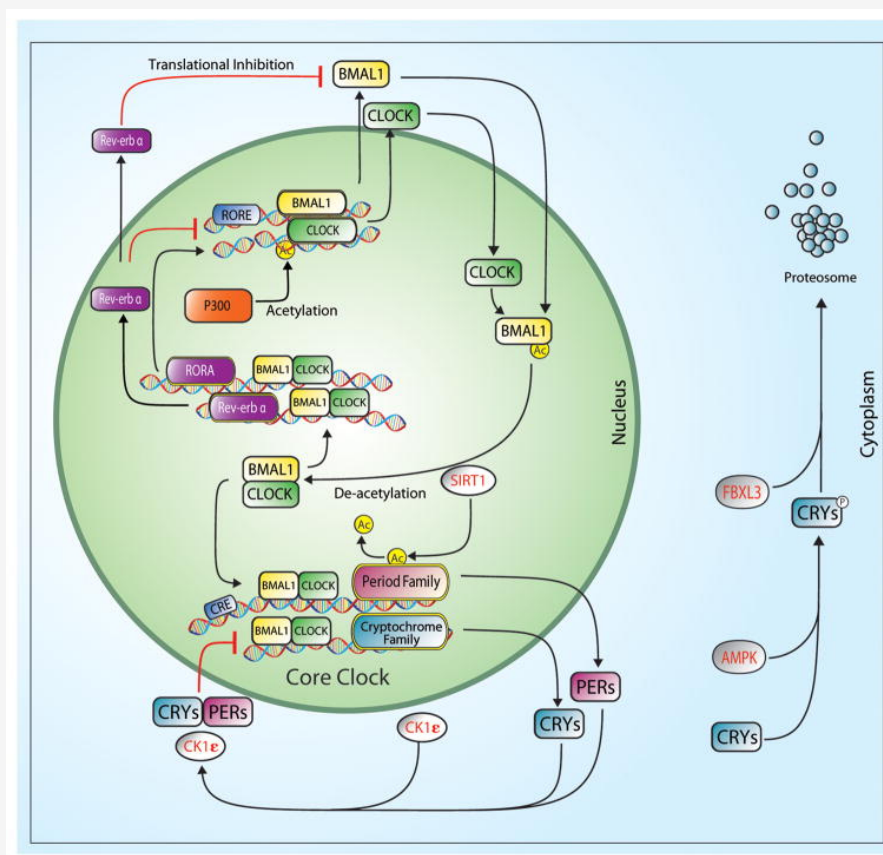 Translational Inhibition
BMAL1
CLOCK
Rev-erb α
RORE
BMAL1
CLOCK
Ac
P300
Acetylation
Rev-erb α
CLOCK
BMAL1
Ac
RORA
BMAL1 CLOCK
Rev-erb α
BMAL1 CLOCK
BMAL1
CLOCK
De-acetylation
SIRT1
Ac
Ac
Period Family
BMAL1 CLOCK
CRE
BMAL1 CLOCK
Cryptochrome
Family
Core Clock
Nucleus
CRYs PERs
CK1ε
CK1ε
CRYs
PERs
Proteosome
Cytoplasm
FBXL3
CRYs
P
AMPK
CRYs